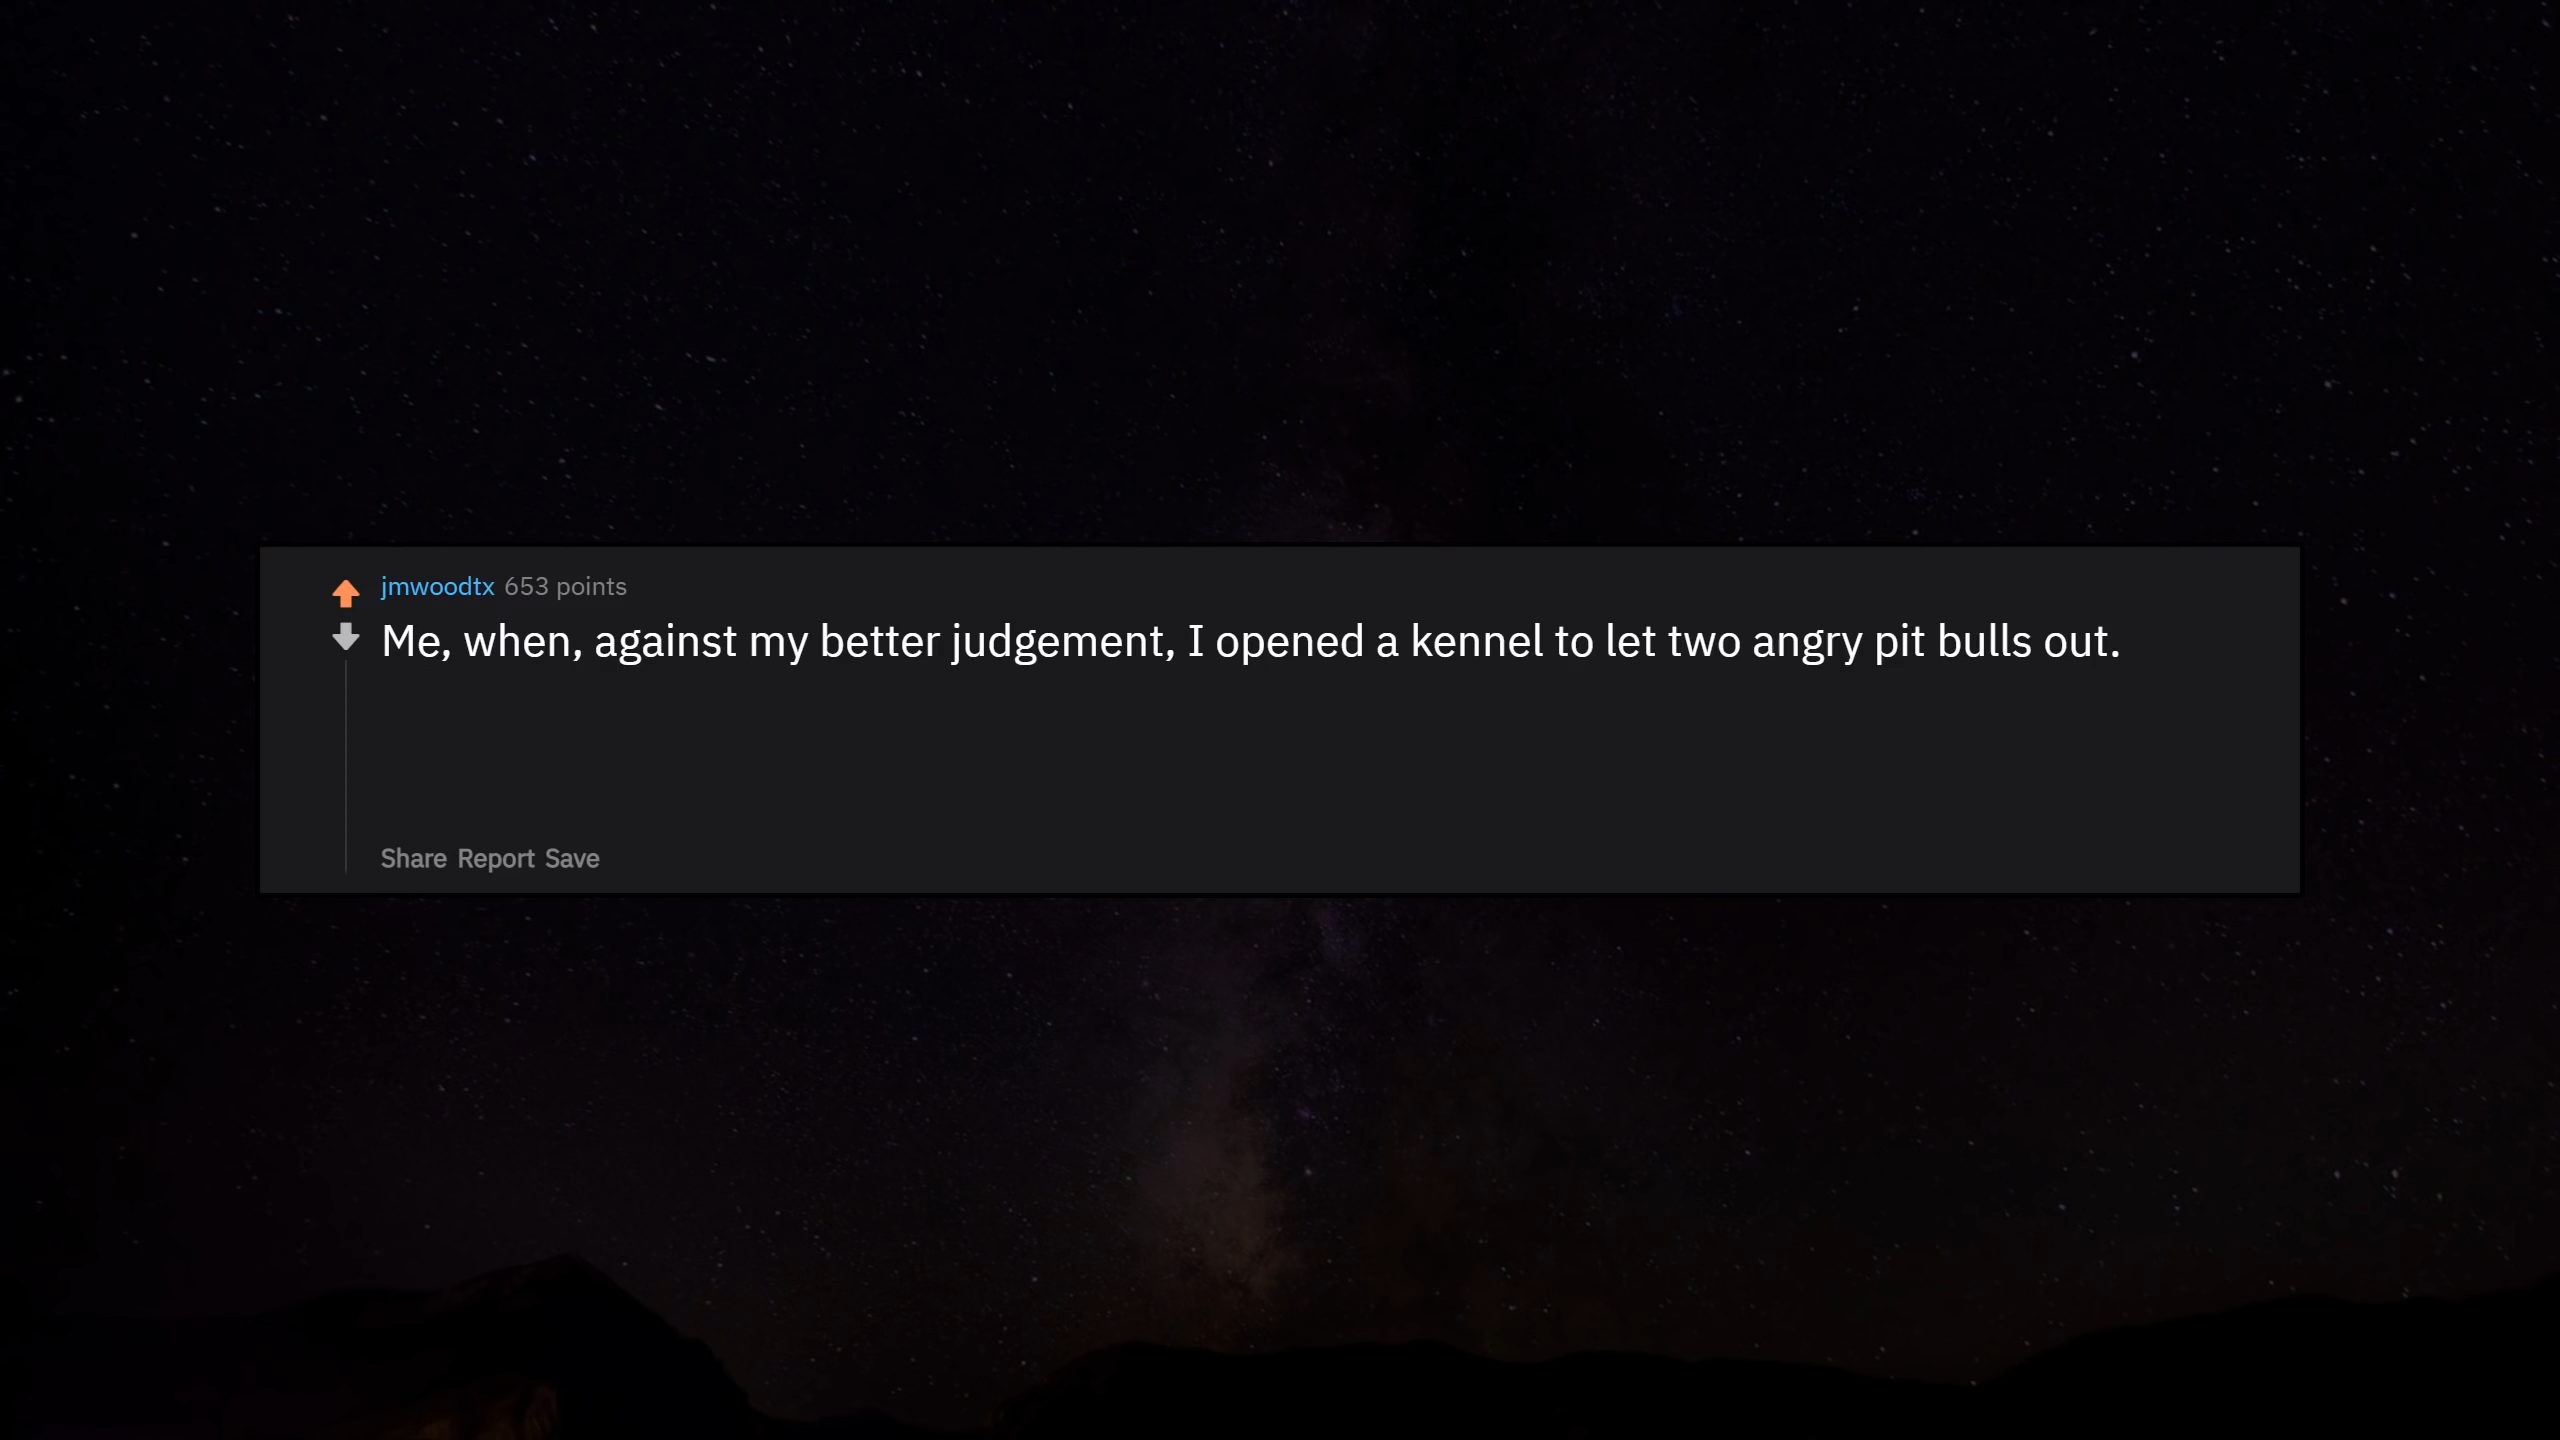 jmwoodtx 653 points
Me, when, against my better judgement, I opened a kennel to let two angry pit bulls out.
Share Report Save